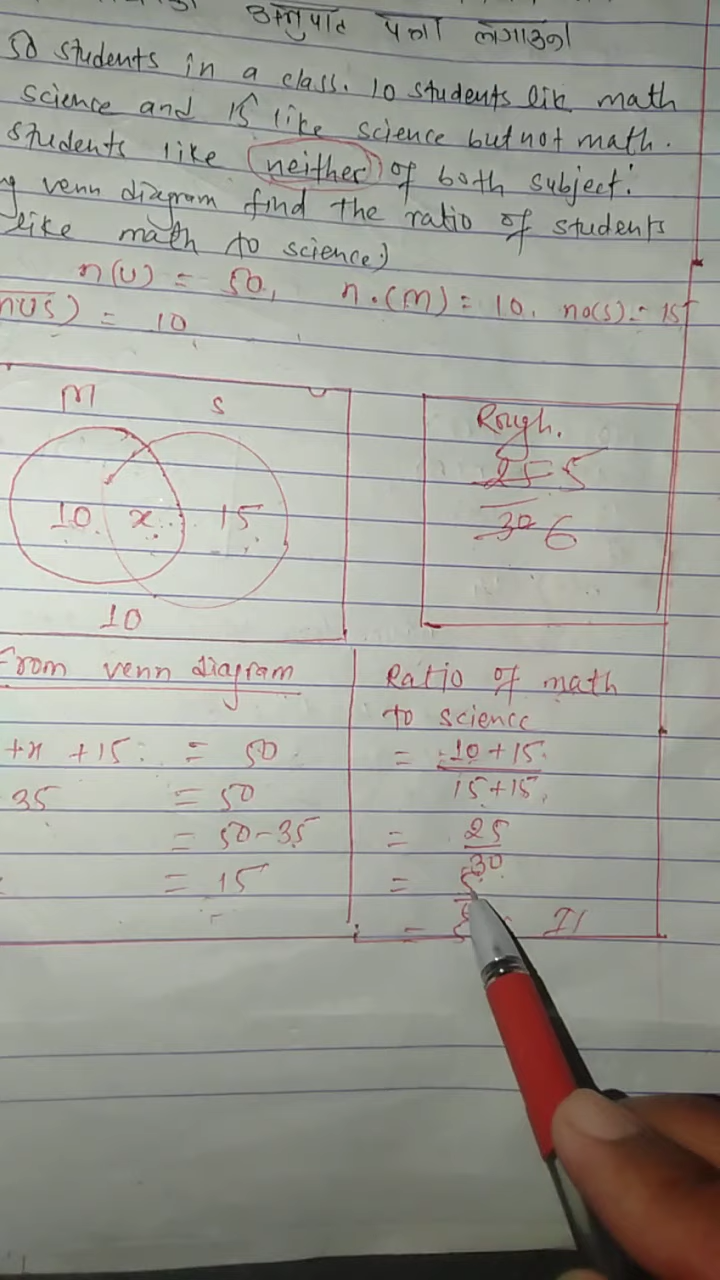 अनुपात पत्ता लगाउन
50 students in a class. 10 students lik math
science and 15 like science but not math.
students like neither of both subject.
venn diagram find the ratio of students
like math to science.)
n(U) = 50, n.(M) = 10. no(s) = 15
= 10
M S
10 x 15
10
Rough.
25 5
30 6
From venn diagram
Ratio of math
to science
+x +15 = 50
= 10 + 15
15 + 15
35 = 50
= 50 - 35
= 25
30
= 15
= 5
=